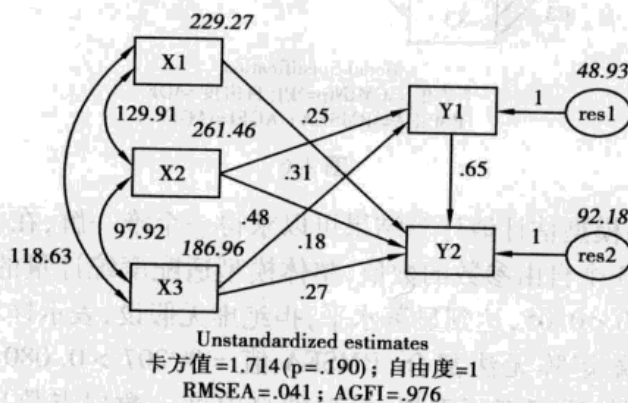 229.27
X1
48.93
129.91
.25
Y1
1
res1
261.46
X2
.31
.65
.48
92.18
118.63
97.92
186.96
.18
Y2
1
res2
X3
.27
Unstandardized estimates
卡方值=1.714(p=.190)；自由度=1
RMSEA=.041；AGFI=.976